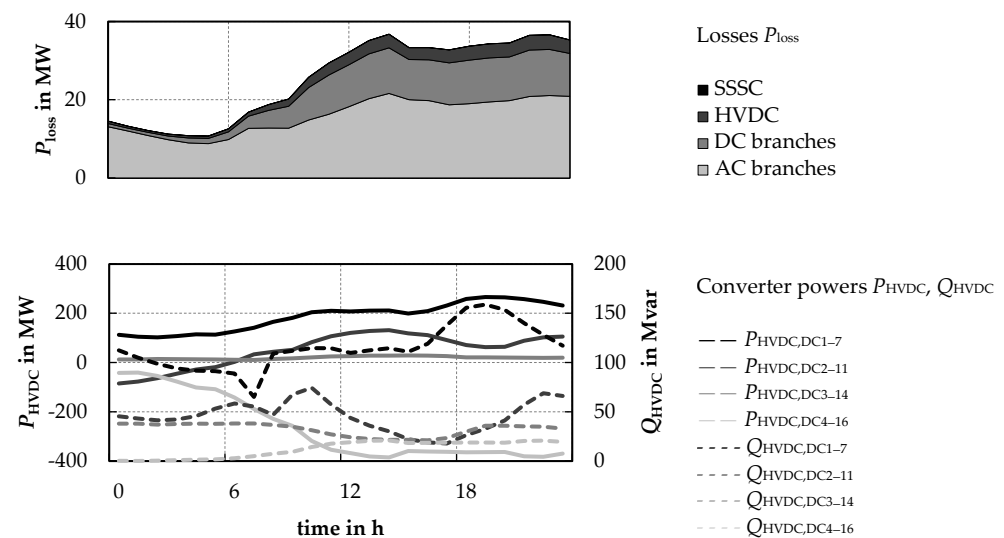 40
20
0
P_loss in MW
Losses P_loss
SSSC
HVDC
DC branches
AC branches
400
200
0
-200
-400
P_HVDC in MW
200
150
100
50
0
Q_HVDC in Mvar
0
6
12
18
time in h
Converter powers P_HVDC, Q_HVDC
P_HVDC,DC1–7
P_HVDC,DC2–11
P_HVDC,DC3–14
P_HVDC,DC4–16
Q_HVDC,DC1–7
Q_HVDC,DC2–11
Q_HVDC,DC3–14
Q_HVDC,DC4–16